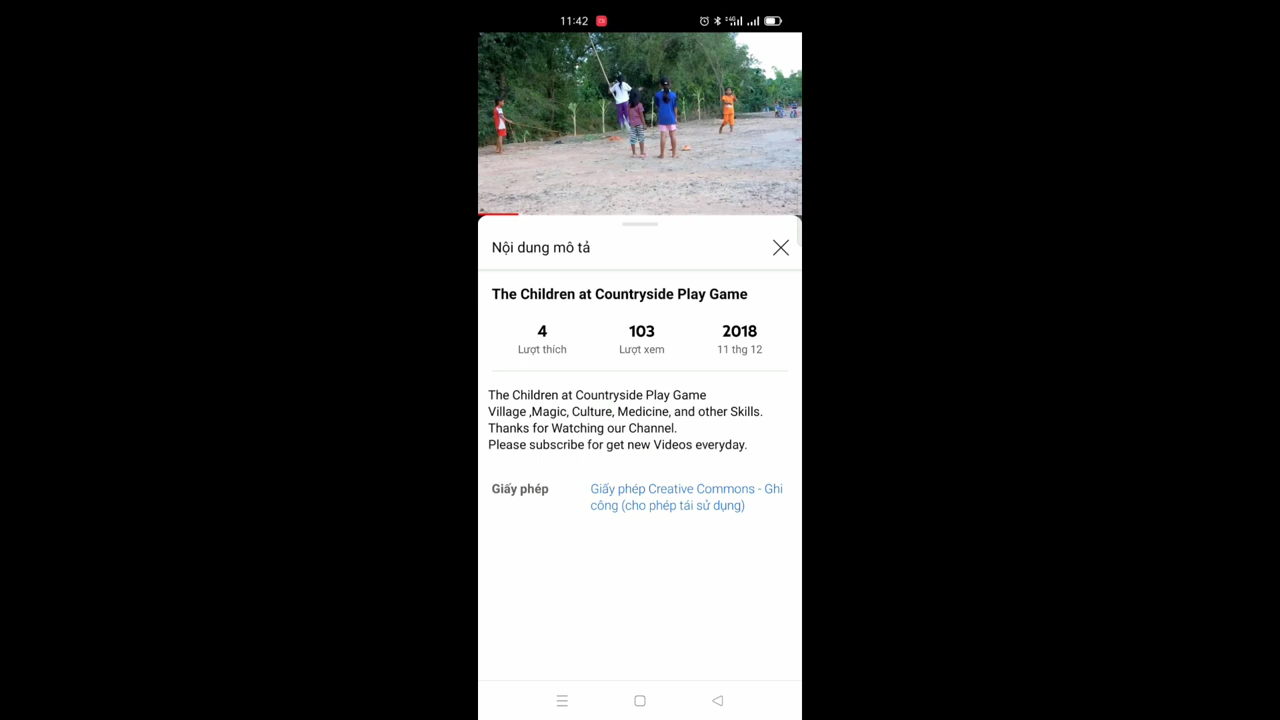 11:42
Nội dung mô tả
The Children at Countryside Play Game
4
103
2018
Lượt thích
Lượt xem
11 thg 12
The Children at Countryside Play Game
Village ,Magic, Culture, Medicine, and other Skills.
Thanks for Watching our Channel.
Please subscribe for get new Videos everyday.
Giấy phép
Giấy phép Creative Commons - Ghi
công (cho phép tái sử dụng)